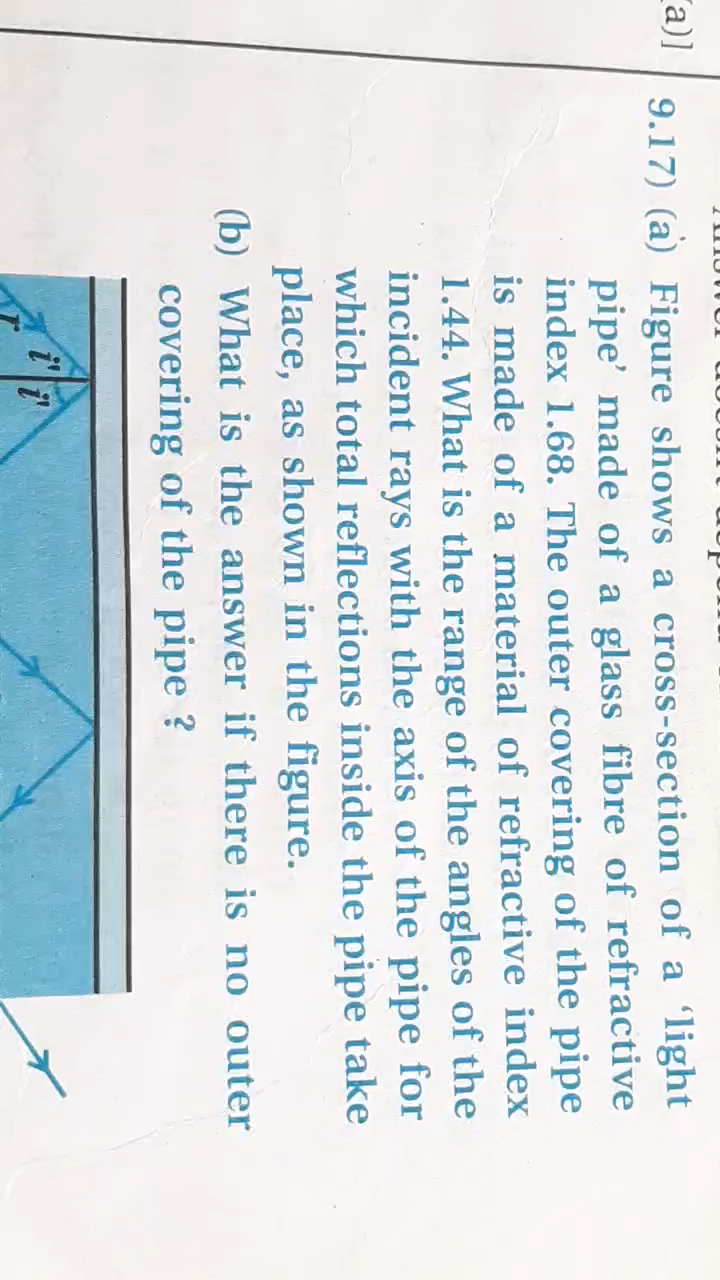 (a)]
9.17) (a) Figure shows a cross-section of a ‘light
pipe’ made of a glass fibre of refractive
index 1.68. The outer covering of the pipe
is made of a material of refractive index
1.44. What is the range of the angles of the
incident rays with the axis of the pipe for
which total reflections inside the pipe take
place, as shown in the figure.
(b) What is the answer if there is no outer
covering of the pipe ?
i' i'
r